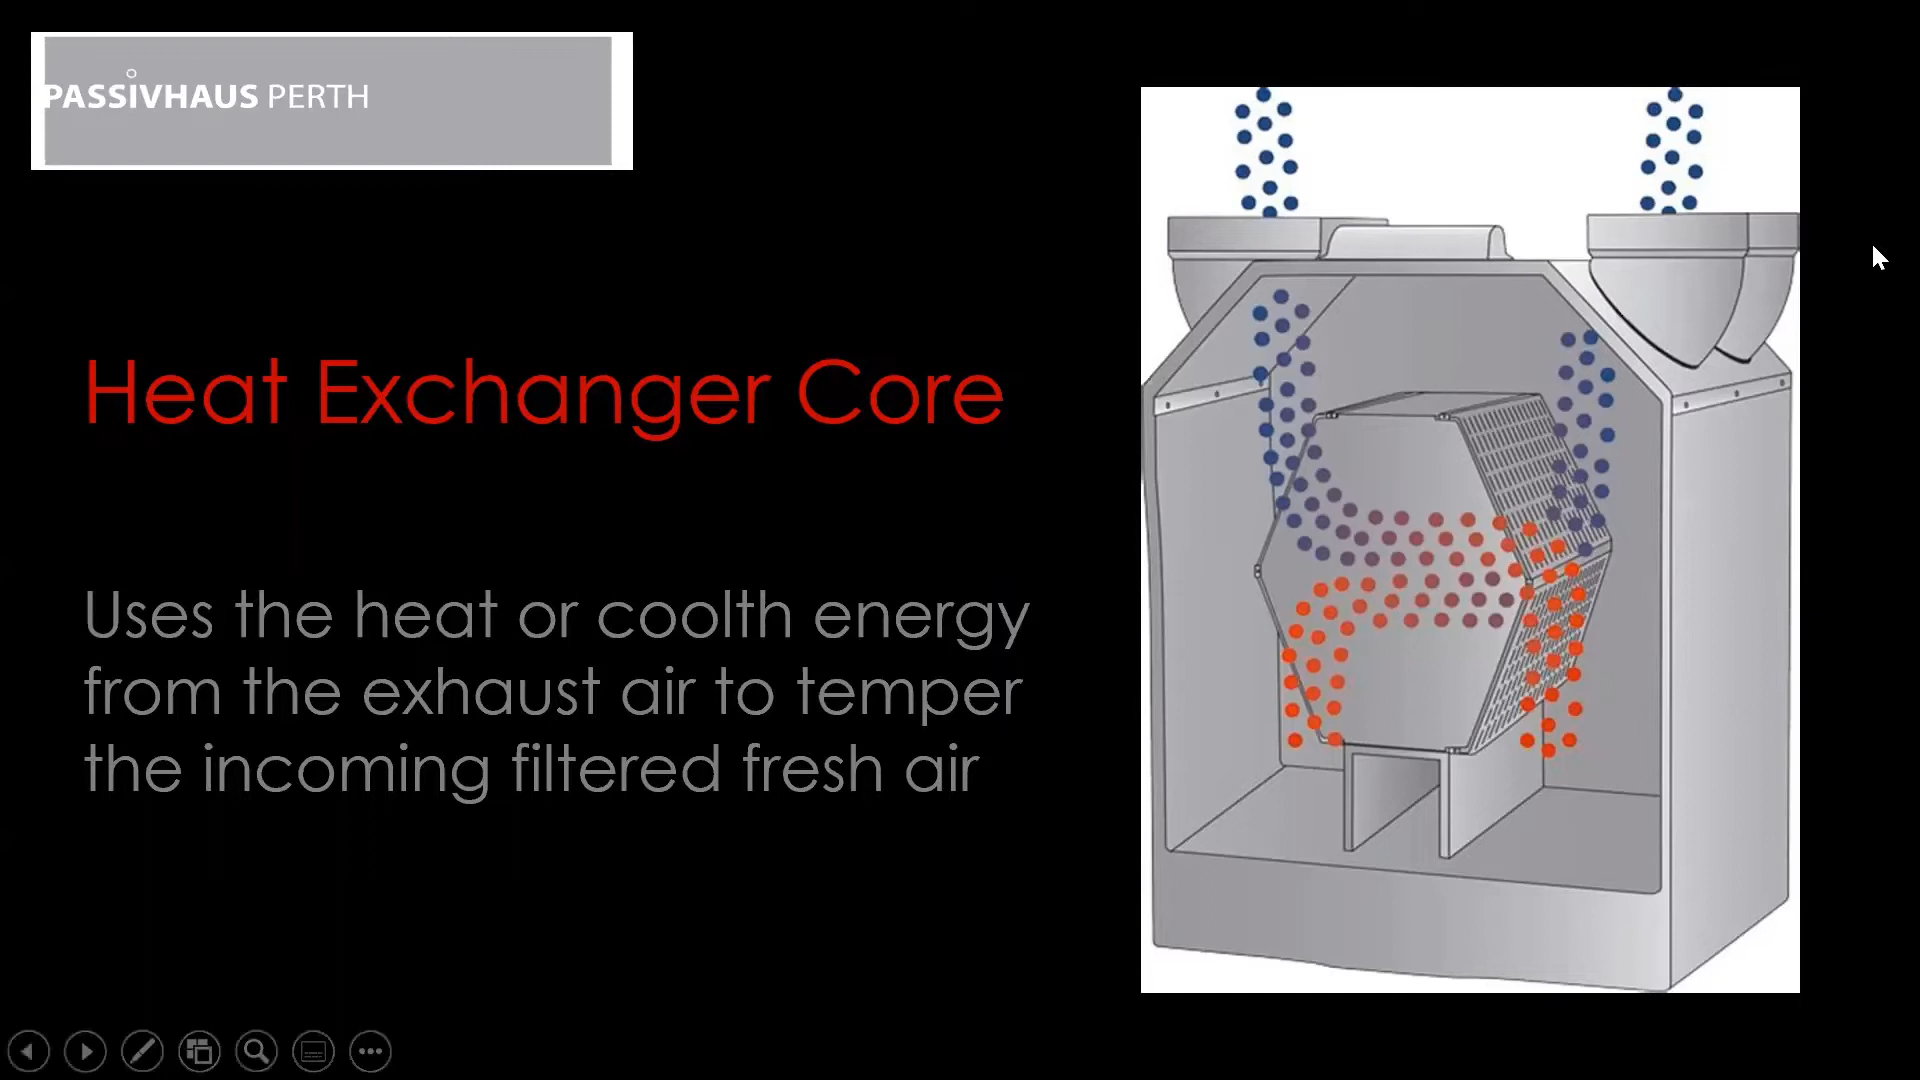 PASSIVHAUS PERTH
Heat Exchanger Core
Uses the heat or coolth energy
from the exhaust air to temper
the incoming filtered fresh air